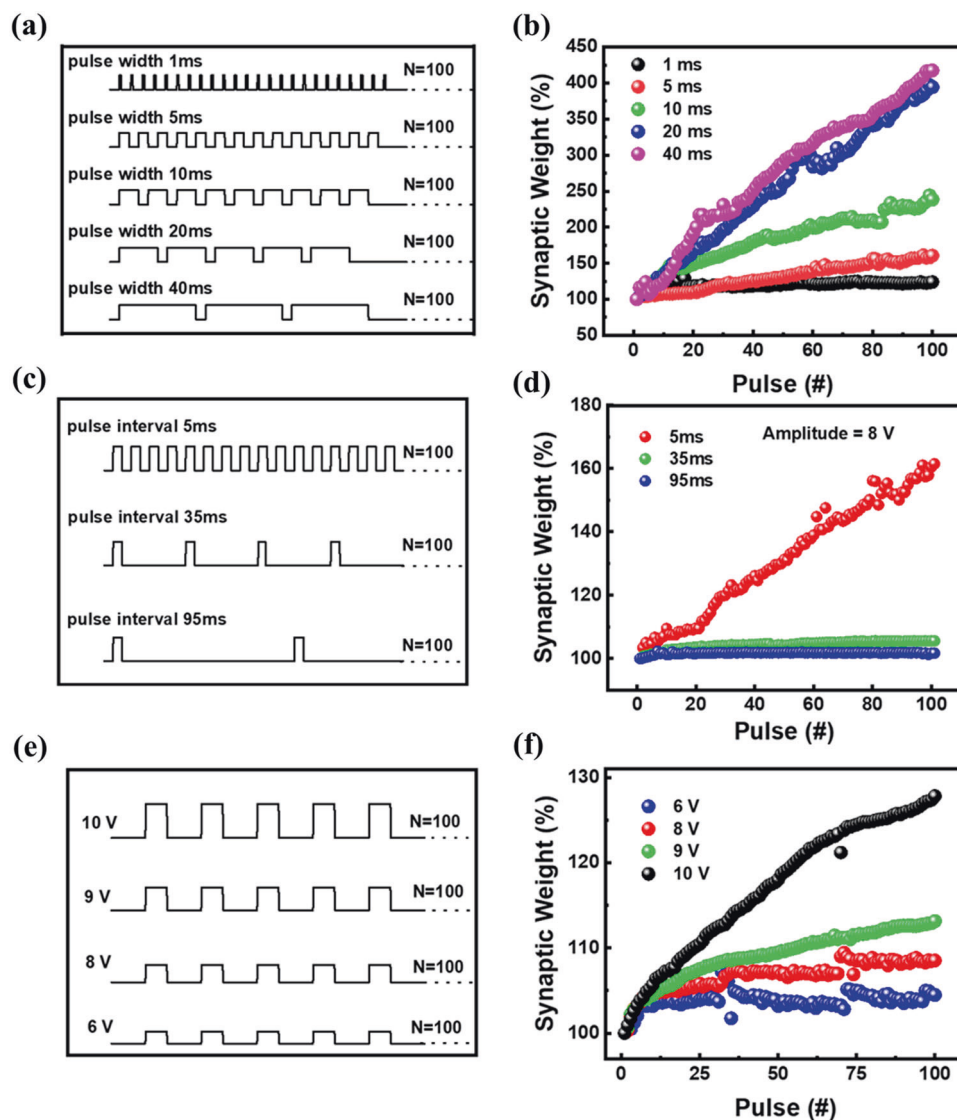 (a)
pulse width 1ms
N=100
pulse width 5ms
N=100
pulse width 10ms
N=100
pulse width 20ms
N=100
pulse width 40ms
N=100
(b)
Synaptic Weight (%)
450
400
350
300
250
200
150
100
50
1 ms
5 ms
10 ms
20 ms
40 ms
0 20 40 60 80 100
Pulse (#)
(c)
pulse interval 5ms
N=100
pulse interval 35ms
N=100
pulse interval 95ms
N=100
(d)
Synaptic Weight (%)
180
160
140
120
100
5ms
35ms
95ms
Amplitude = 8 V
0 20 40 60 80 100
Pulse (#)
(e)
10 V
N=100
9 V
N=100
8 V
N=100
6 V
N=100
(f)
Synaptic Weight (%)
130
120
110
100
6 V
8 V
9 V
10 V
0 25 50 75 100
Pulse (#)